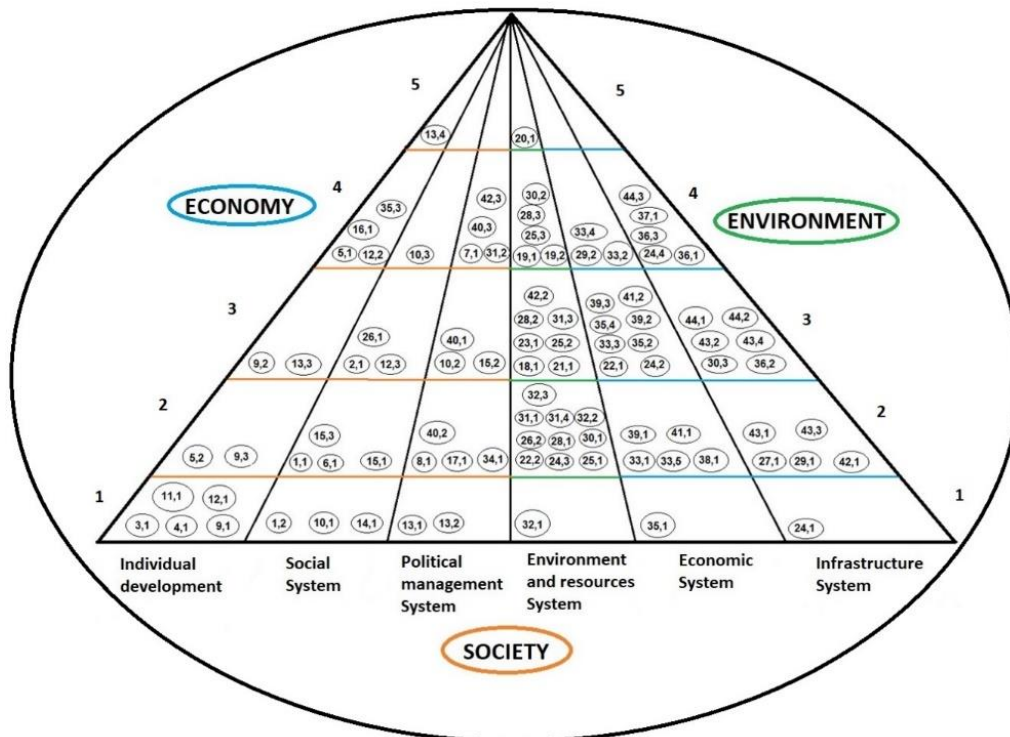 5 5
13,4 20,1
4 4
ECONOMY ENVIRONMENT
42,3 30,2 44,3
35,3 28,3 37,1
16,1 40,3 25,3 33,4 36,3
5,1 12,2 10,3 7,1 31,2 19,1 19,2 29,2 33,2 24,4 36,1
3 3
42,2 39,3 41,2
28,2 31,3 35,4 39,2 44,1 44,2
26,1 40,1 23,1 25,2 33,3 35,2 43,2 43,4
9,2 13,3 2,1 12,3 10,2 15,2 18,1 21,1 22,1 24,2 30,3 36,2
2 2
32,3
31,1 31,4 32,2
15,3 40,2 26,2 28,1 30,1 39,1 41,1 43,1 43,3
5,2 9,3 1,1 6,1 15,1 8,1 17,1 34,1 22,2 24,3 25,1 33,1 33,5 38,1 27,1 29,1 42,1
1 1
11,1 12,1
3,1 4,1 9,1 1,2 10,1 14,1 13,1 13,2 32,1 35,1 24,1
Individual Social Political Environment Economic Infrastructure
development System management and resources System System
System System
SOCIETY